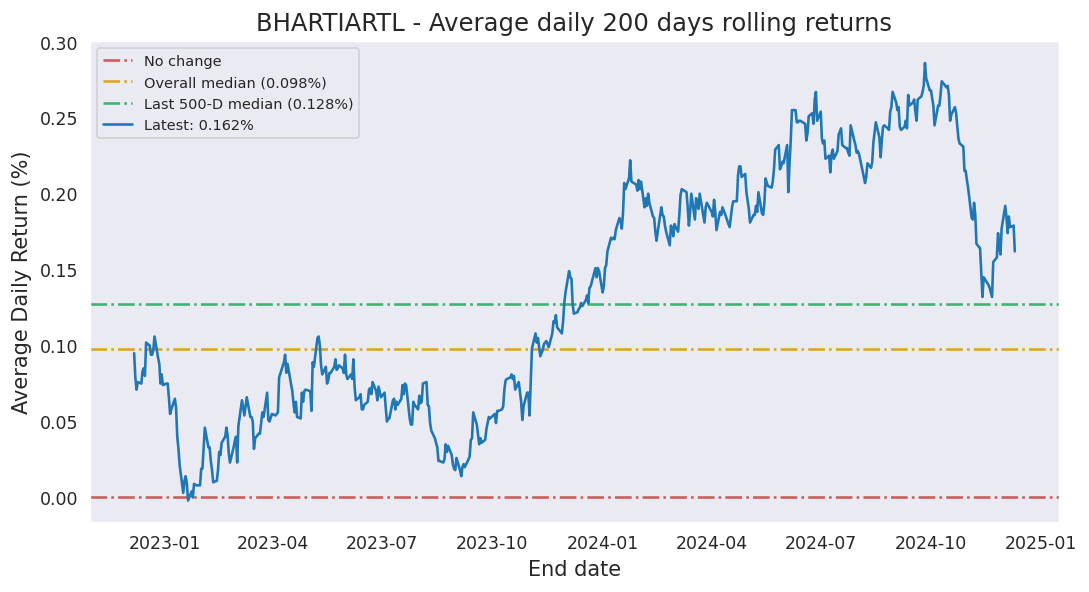 BHARTIARTL - Average daily 200 days rolling returns
Average Daily Return (%)
0.30
0.25
0.20
0.15
0.10
0.05
0.00
No change
Overall median (0.098%)
Last 500-D median (0.128%)
Latest: 0.162%
2023-01 2023-04 2023-07 2023-10 2024-01 2024-04 2024-07 2024-10 2025-01
End date